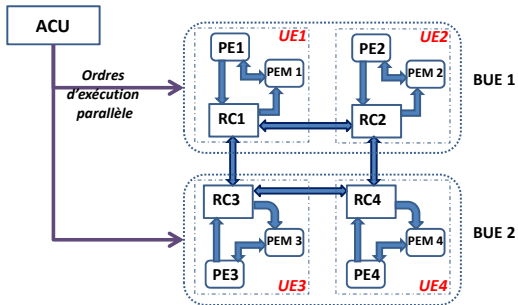 ACU
Ordres
d'exécution
parallèle
UE1
UE2
PE1
PEM 1
PE2
PEM 2
BUE 1
RC1
RC2
RC3
RC4
PEM 3
PEM 4
BUE 2
PE3
PE4
UE3
UE4